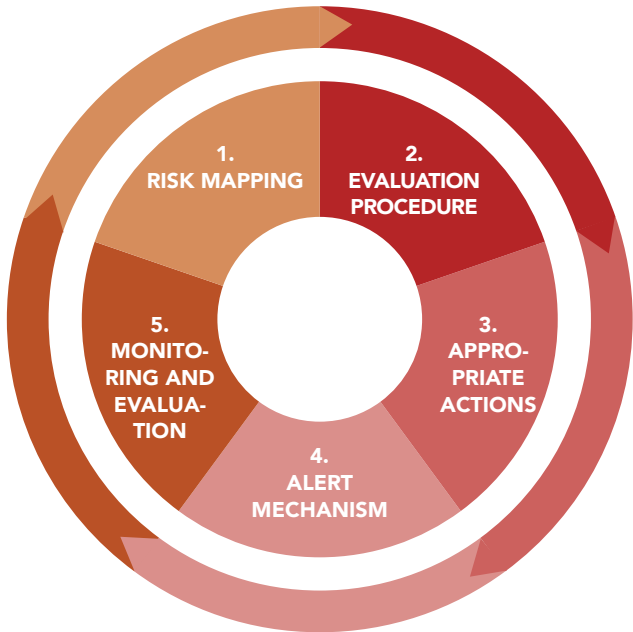 1.
RISK MAPPING
2.
EVALUATION
PROCEDURE
3.
APPRO-
PRIATE
ACTIONS
4.
ALERT
MECHANISM
5.
MONITO-
RING AND
EVALUA-
TION